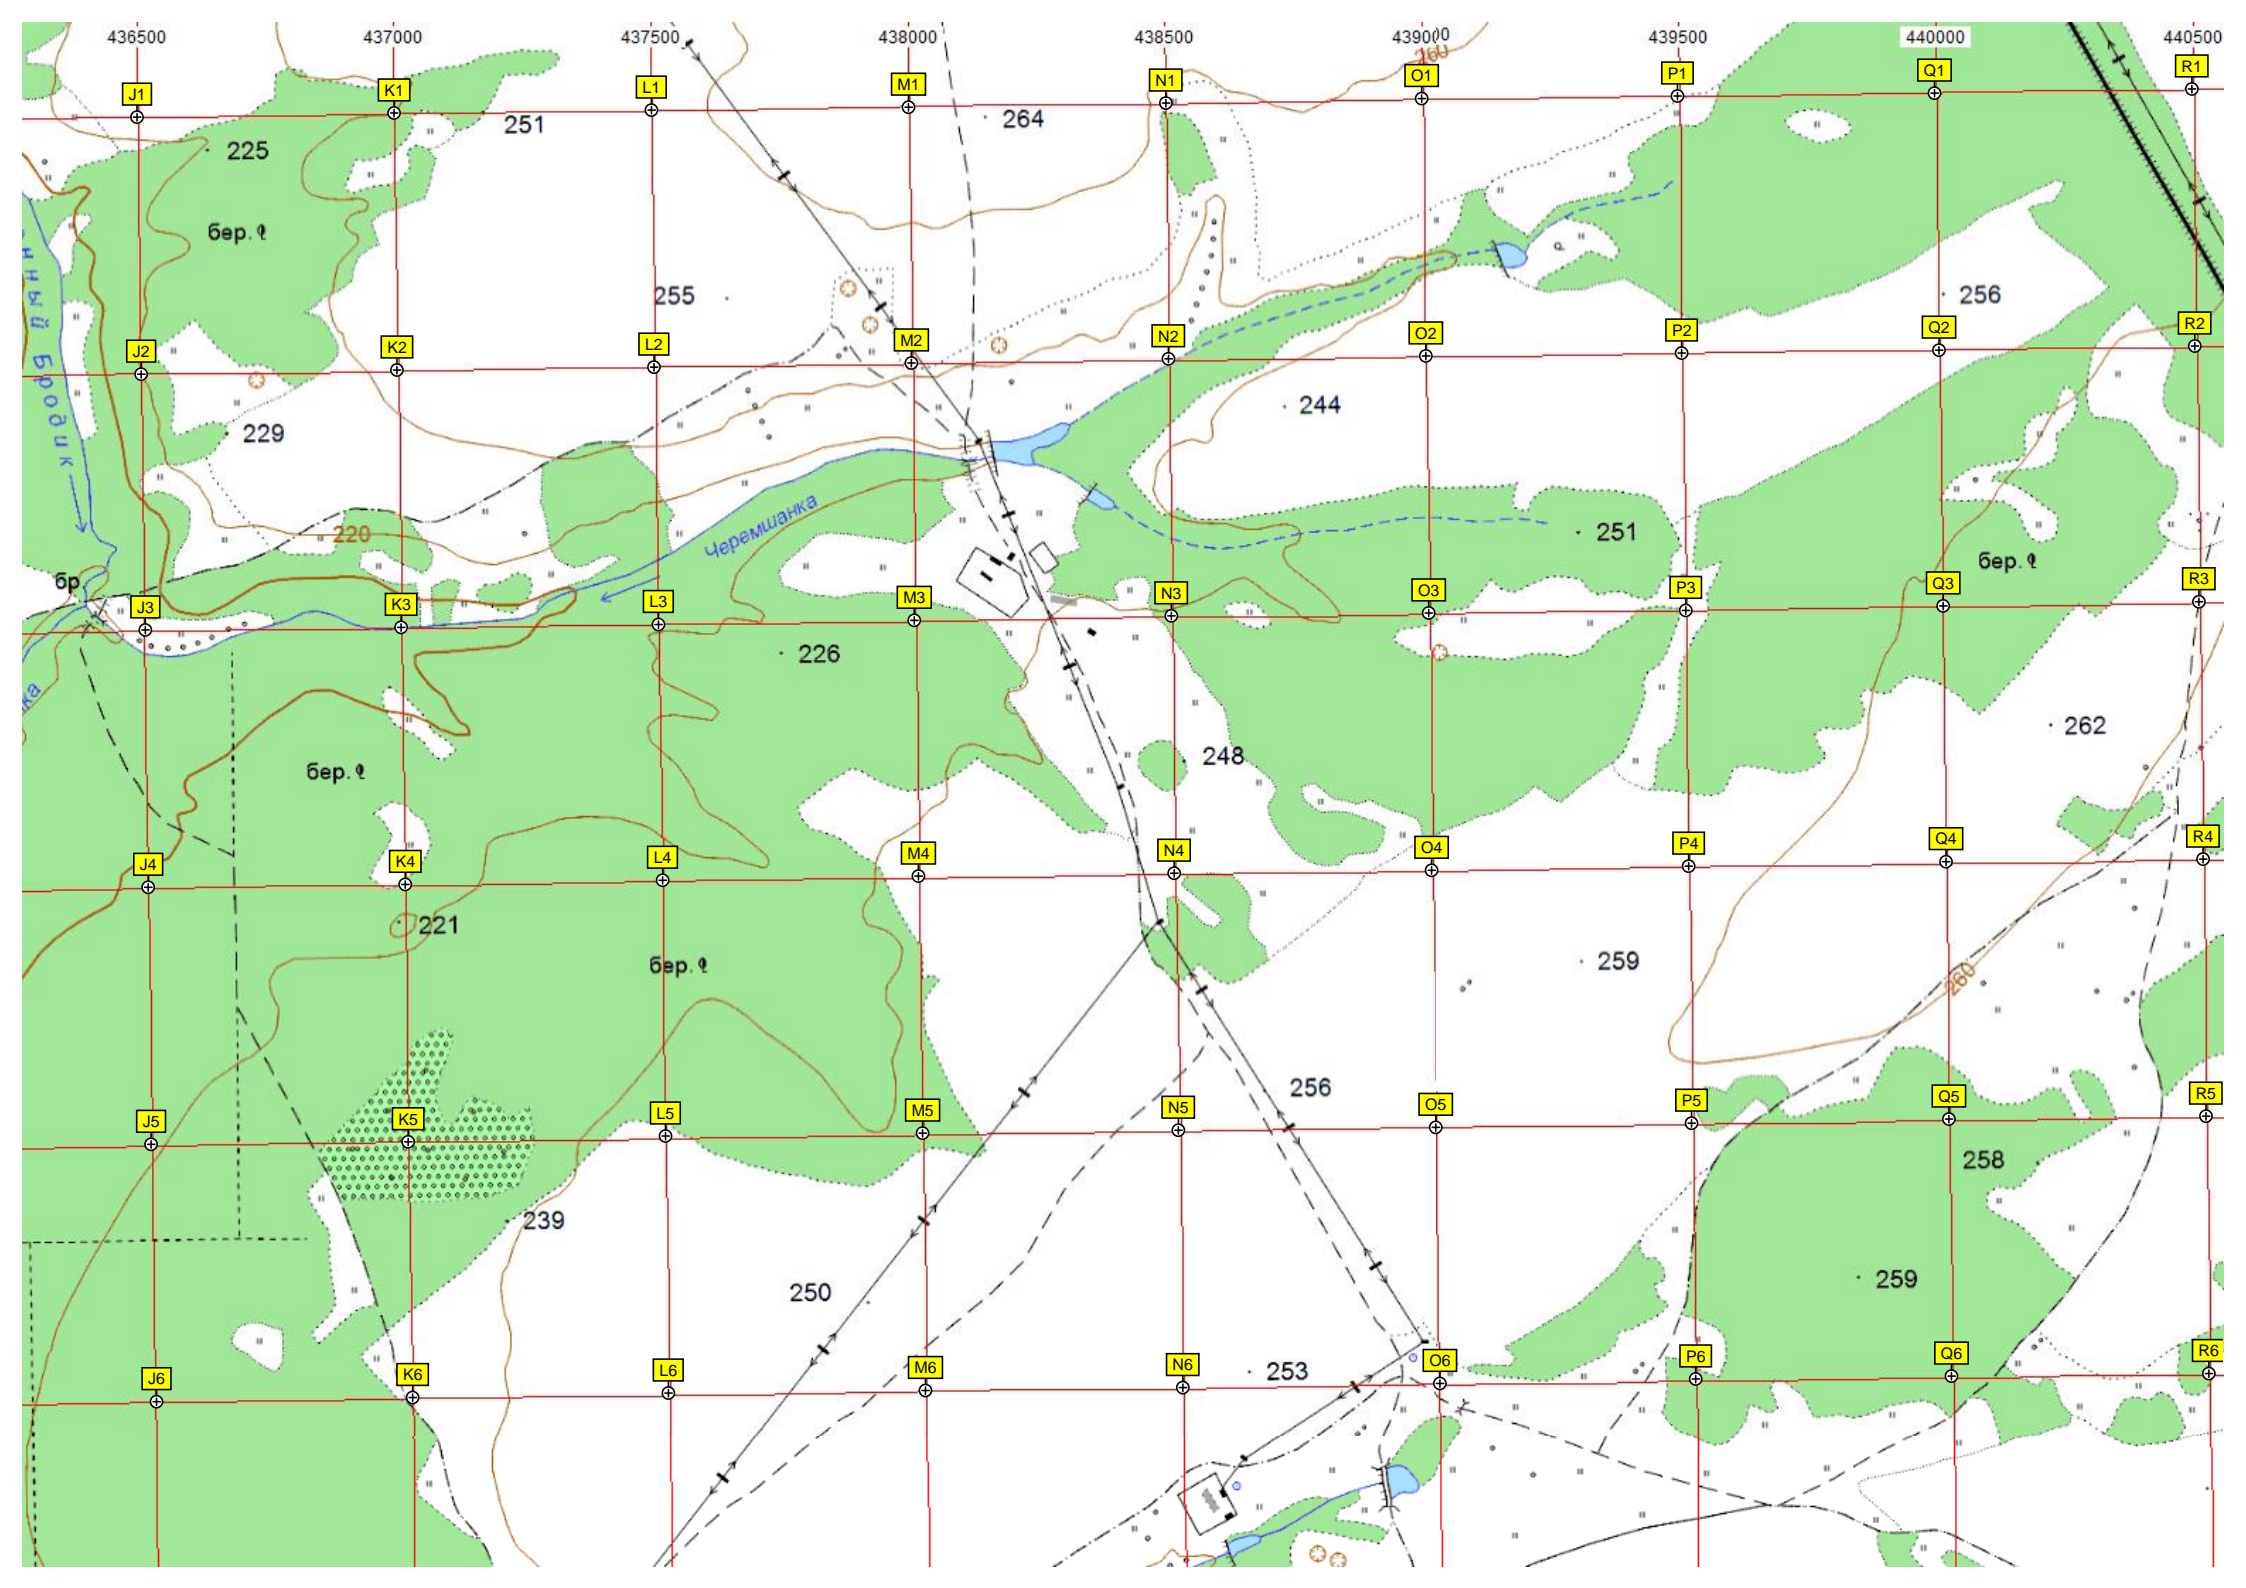 436500 437000 437500 438000 438500 439000 439500 440000 440500
260
J1 K1 L1 M1 N1 O1 P1 Q1 R1
251 264
225
бер.
255 256
нный Бродик
J2 K2 L2 M2 N2 O2 P2 Q2 R2
244
229
220 Черемшанка 251
бер.
бр
J3 K3 L3 M3 N3 O3 P3 Q3 R3
226
ка
248 262
бер.
J4 K4 L4 M4 N4 O4 P4 Q4 R4
221
бер. 259
260
256
J5 K5 L5 M5 N5 O5 P5 Q5 R5
258
239
250 259
253
J6 K6 L6 M6 N6 O6 P6 Q6 R6